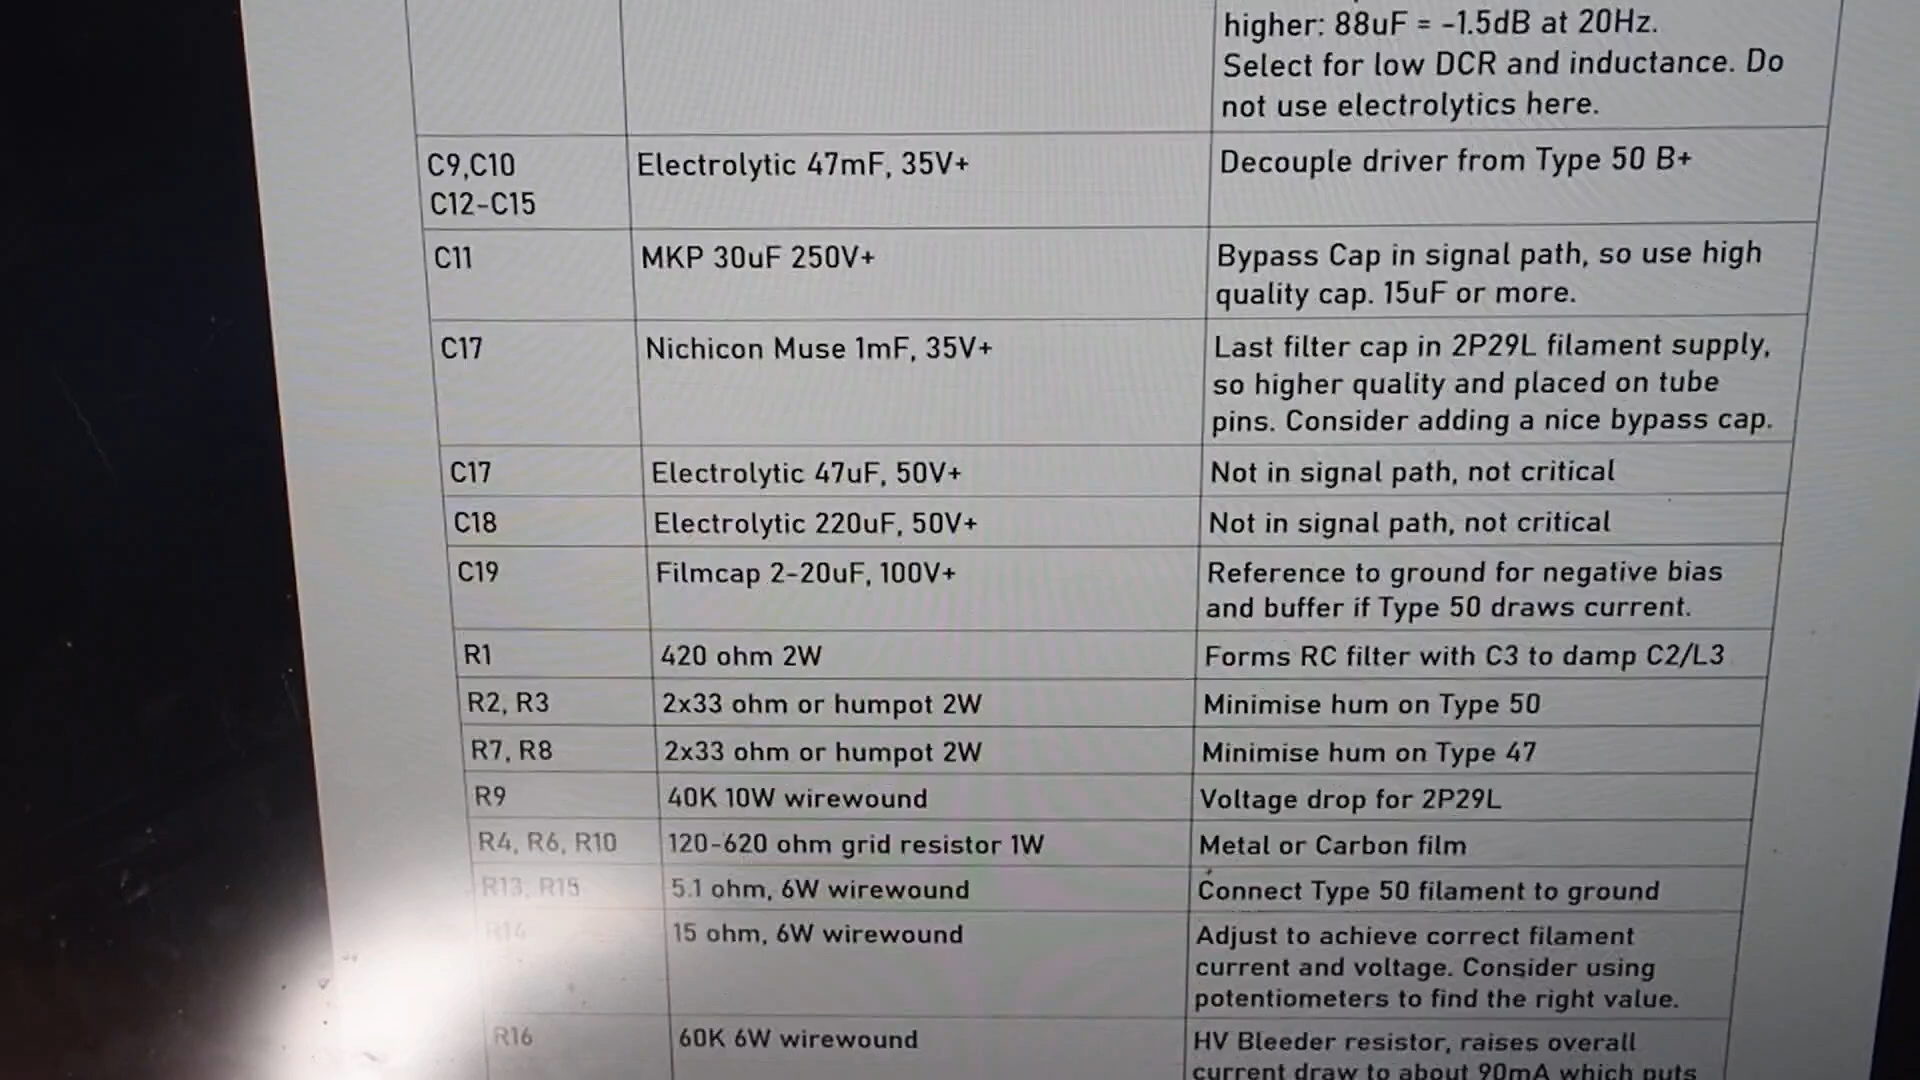 higher: 88uF = -1.5dB at 20Hz.
Select for low DCR and inductance. Do
not use electrolytics here.
C9,C10
C12-C15
Electrolytic 47mF, 35V+
Decouple driver from Type 50 B+
C11
MKP 30uF 250V+
Bypass Cap in signal path, so use high
quality cap. 15uF or more.
C17
Nichicon Muse 1mF, 35V+
Last filter cap in 2P29L filament supply,
so higher quality and placed on tube
pins. Consider adding a nice bypass cap.
C17
Electrolytic 47uF, 50V+
Not in signal path, not critical
C18
Electrolytic 220uF, 50V+
Not in signal path, not critical
C19
Filmcap 2-20uF, 100V+
Reference to ground for negative bias
and buffer if Type 50 draws current.
R1
420 ohm 2W
Forms RC filter with C3 to damp C2/L3
R2, R3
2x33 ohm or humpot 2W
Minimise hum on Type 50
R7, R8
2x33 ohm or humpot 2W
Minimise hum on Type 47
R9
40K 10W wirewound
Voltage drop for 2P29L
R4, R6, R10
120-620 ohm grid resistor 1W
Metal or Carbon film
R13, R15
5.1 ohm, 6W wirewound
Connect Type 50 filament to ground
R14
15 ohm, 6W wirewound
Adjust to achieve correct filament
current and voltage. Consider using
potentiometers to find the right value.
R16
60K 6W wirewound
HV Bleeder resistor, raises overall
current draw to about 90mA which puts